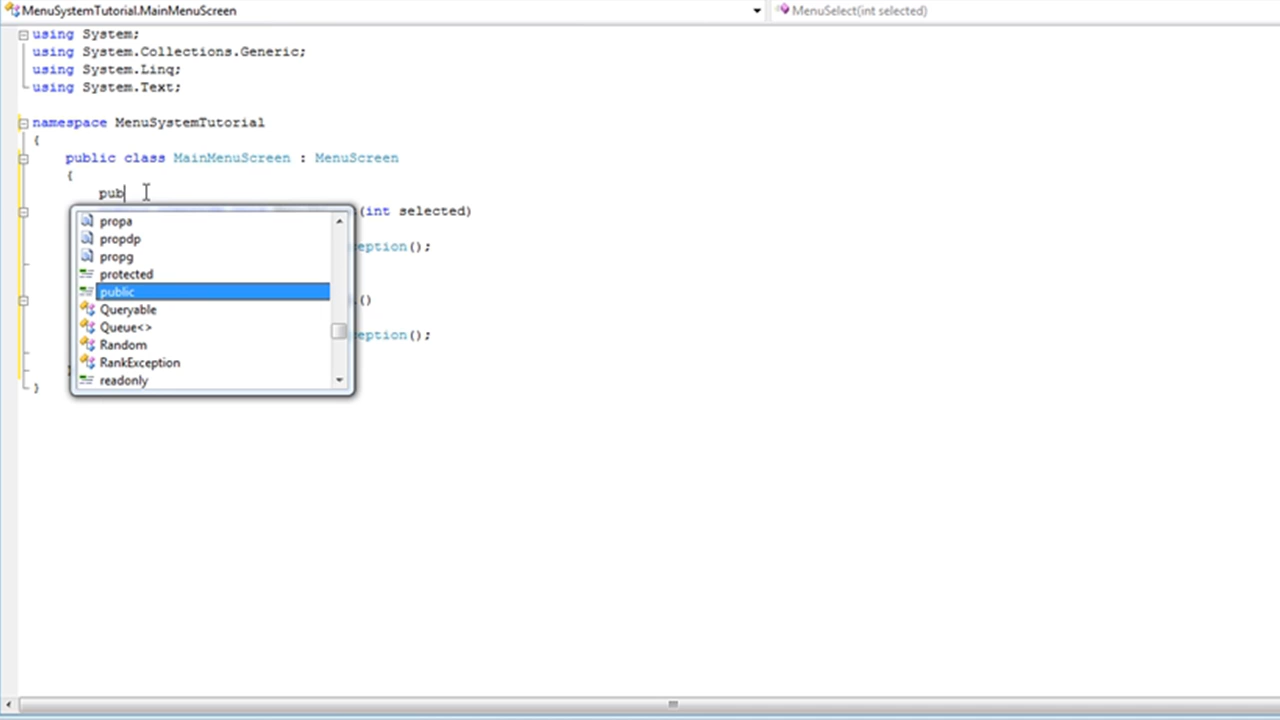 MenuSystemTutorial.MainMenuScreen
MenuSelect(int selected)
using System;
using System.Collections.Generic;
using System.Linq;
using System.Text;
namespace MenuSystemTutorial
{
public class MainMenuScreen : MenuScreen
{
pub
(int selected)
propa
propdp
eption();
propg
protected
public
()
Queryable
Queue<>
eption();
Random
RankException
readonly
}